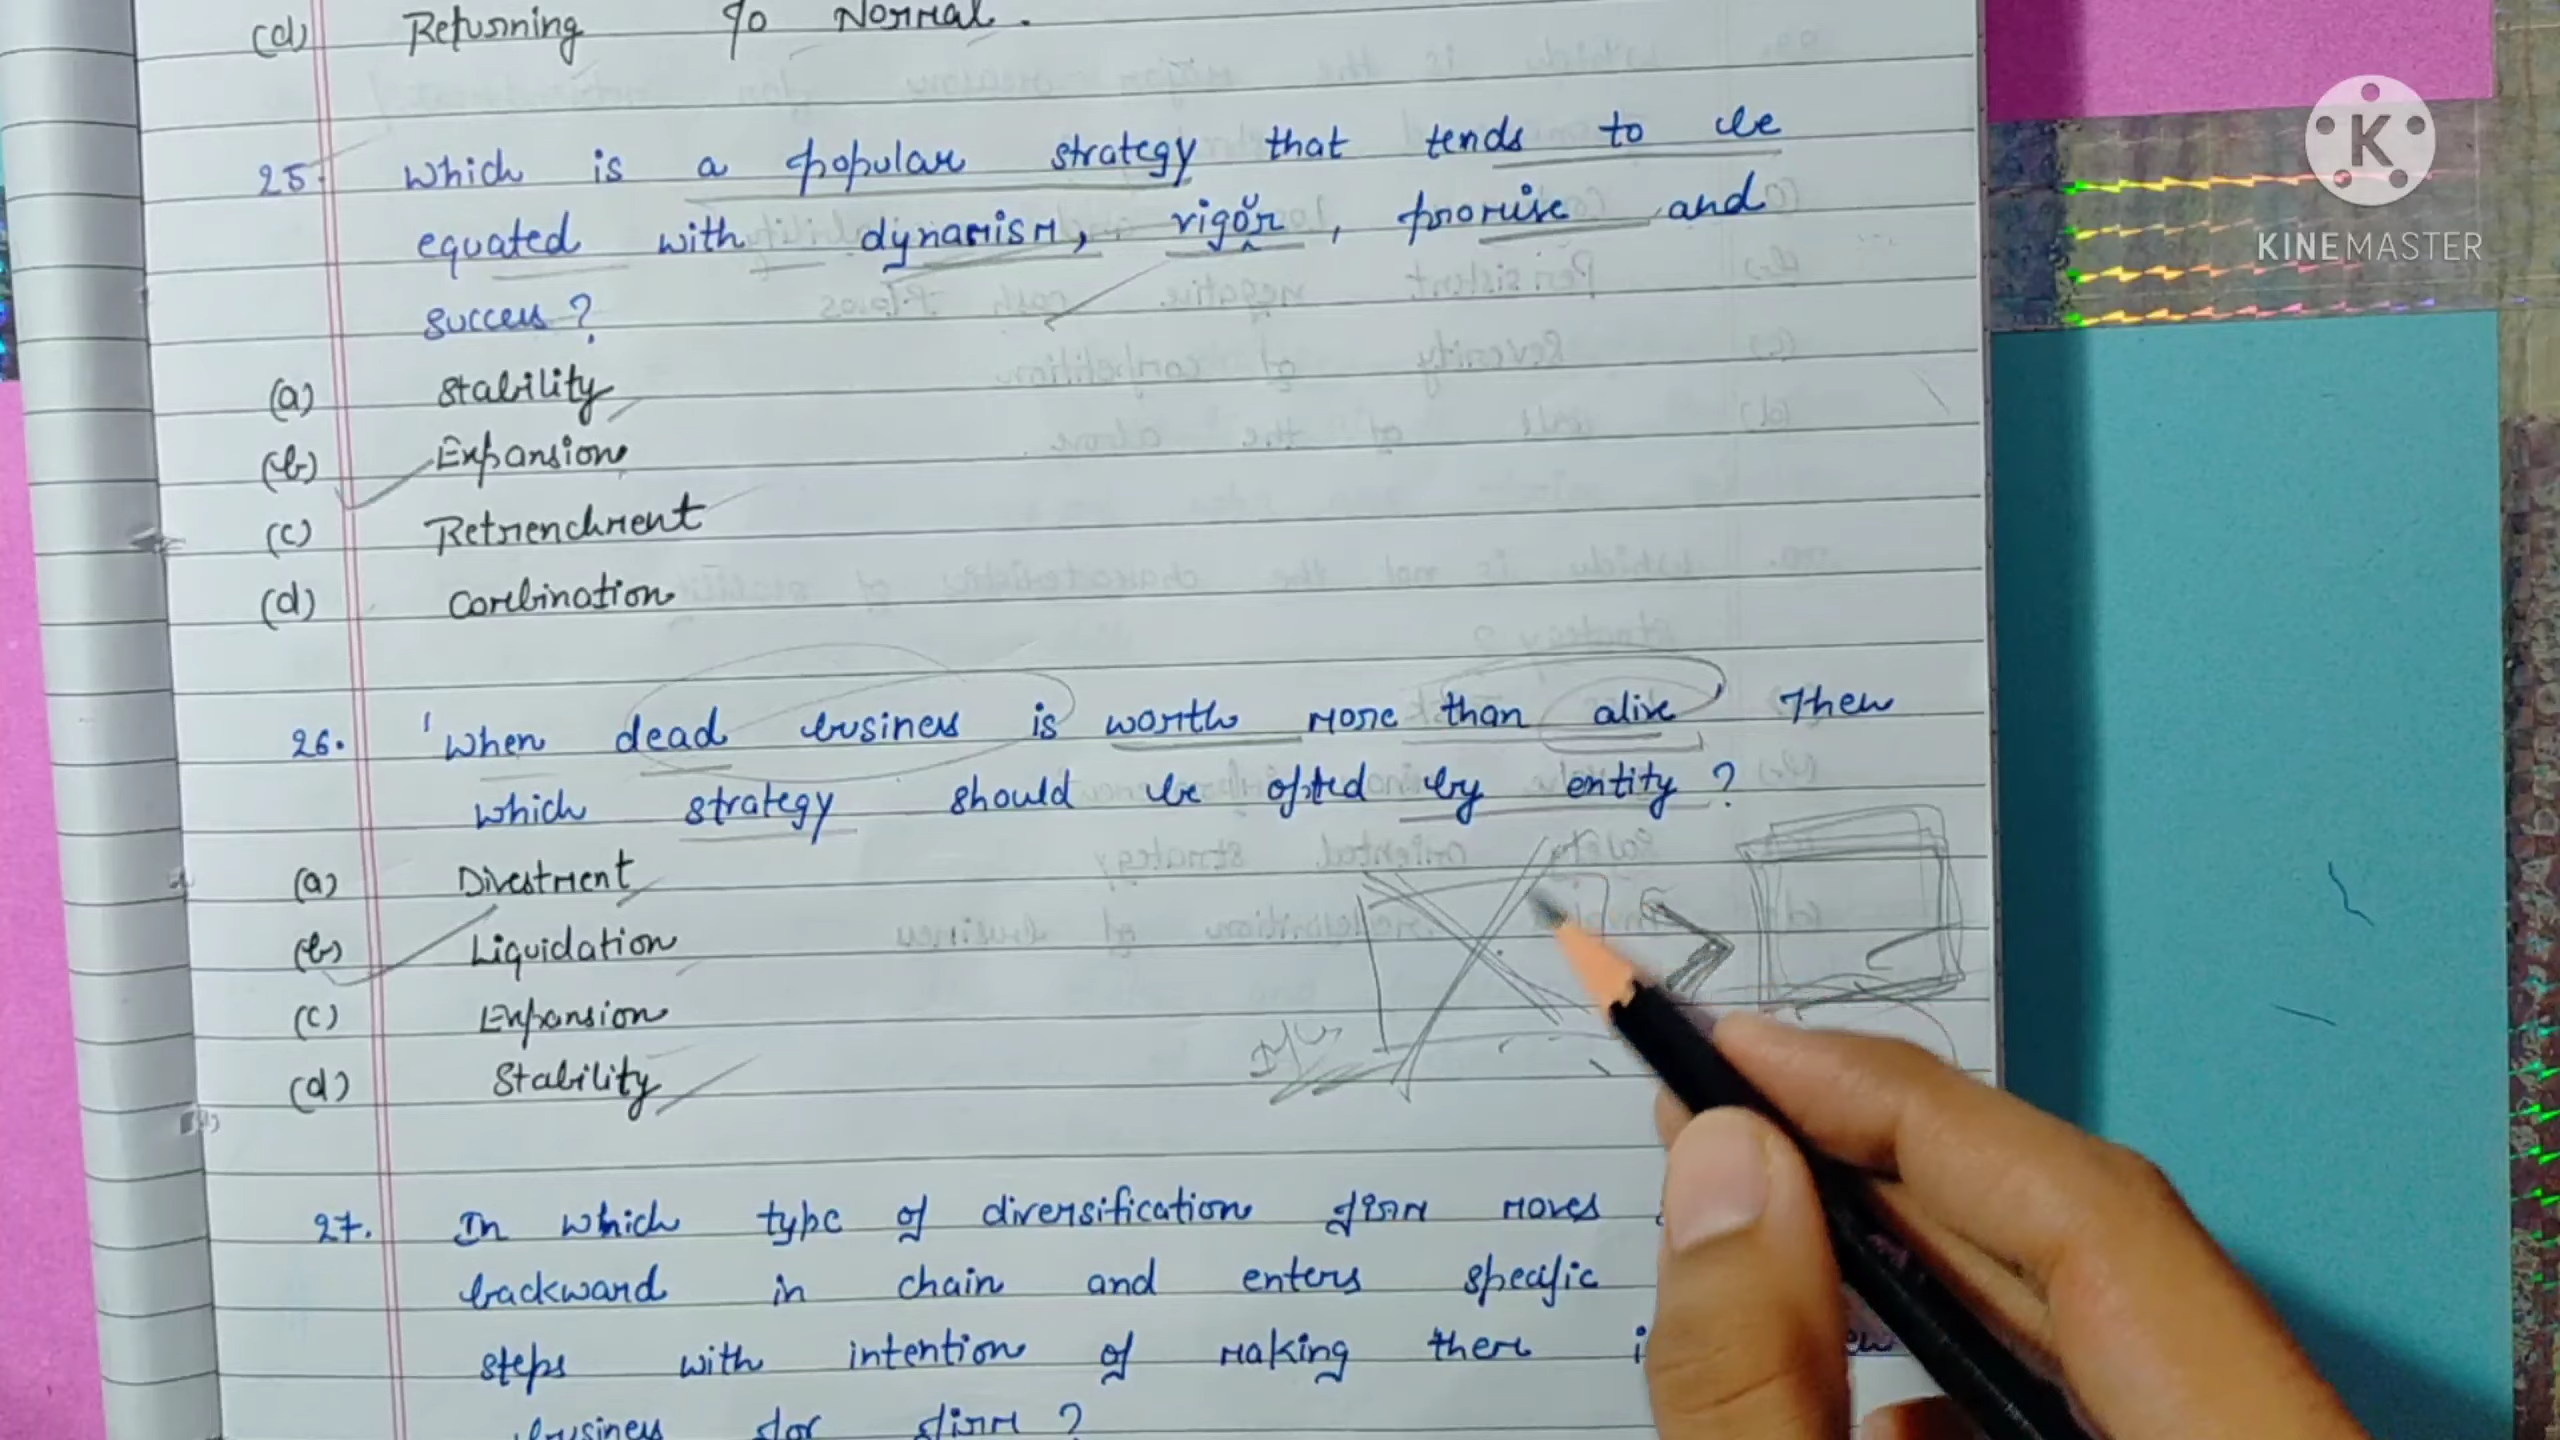 (d) Returning to Normal.
25. Which is a popular strategy that tends to be
equated with dynamism, vigor, promise and
success?
(a) Stability
(b) Expansion
(c) Retrenchment
(d) Combination
26. 'When dead business is worth more than alive' Then
which strategy should be opted by entity?
(a) Divestment
(b) Liquidation
(c) Expansion
(d) Stability
27. In which type of diversification firm moves
backward in chain and enters specific
steps with intention of making them
business for firm?
K
KINEMASTER